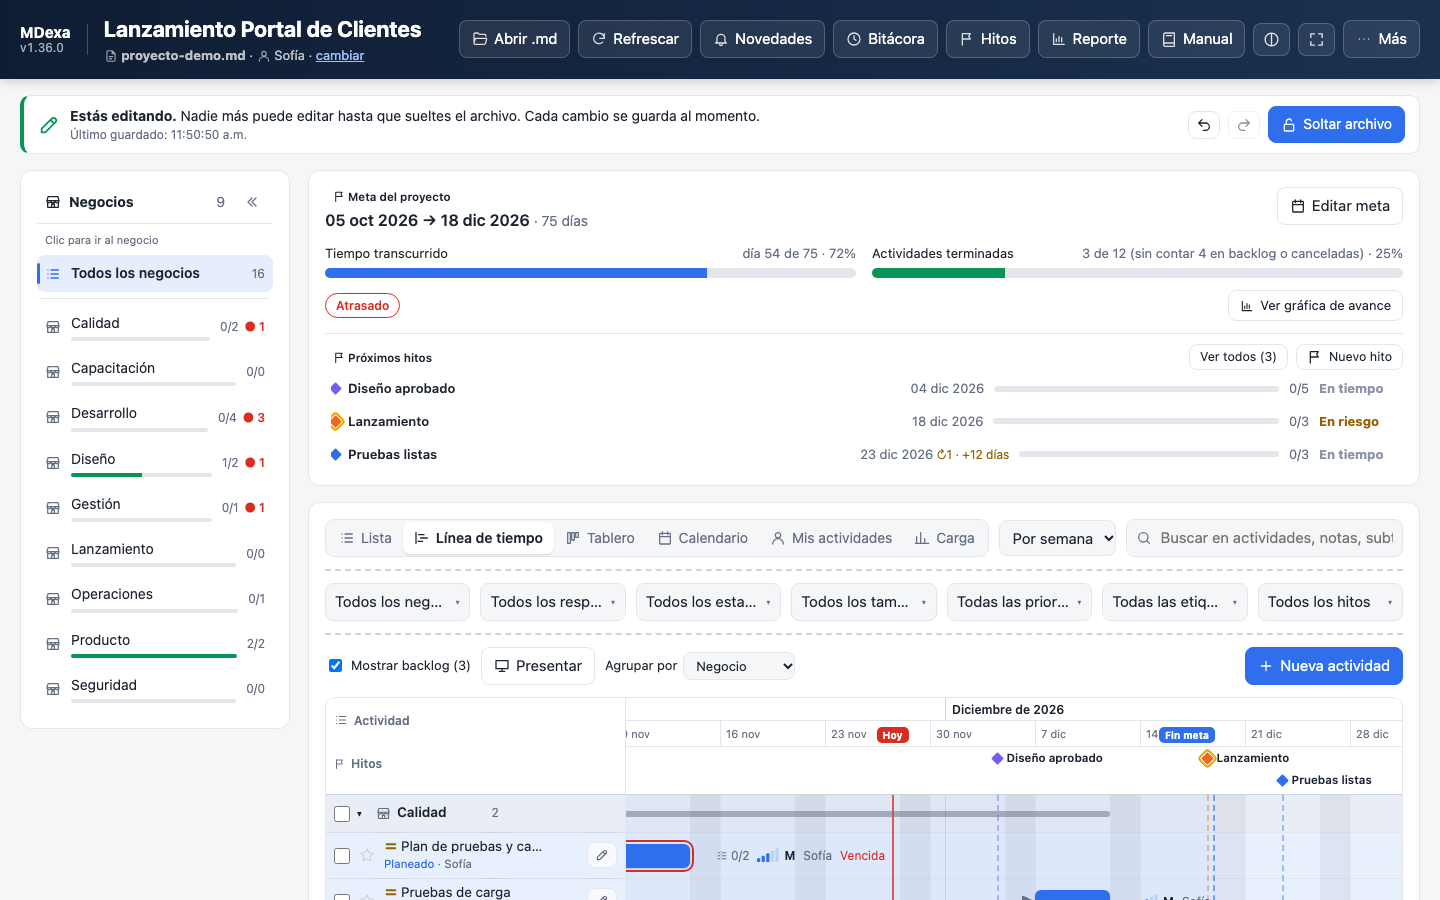 MDexa
v1.36.0
Lanzamiento Portal de Clientes
proyecto-demo.md · Sofía · cambiar
Abrir .md
Refrescar
Novedades
Bitácora
Hitos
Reporte
Manual
Más
Estás editando. Nadie más puede editar hasta que sueltes el archivo. Cada cambio se guarda al momento.
Último guardado: 11:50:50 a.m.
Soltar archivo
Negocios 9
Clic para ir al negocio
Todos los negocios 16
Calidad 0/2 1
Capacitación 0/0
Desarrollo 0/4 3
Diseño 1/2 1
Gestión 0/1 1
Lanzamiento 0/0
Operaciones 0/1
Producto 2/2
Seguridad 0/0
Meta del proyecto
05 oct 2026 → 18 dic 2026 · 75 días
Editar meta
Tiempo transcurrido día 54 de 75 · 72%
Actividades terminadas 3 de 12 (sin contar 4 en backlog o canceladas) · 25%
Atrasado
Ver gráfica de avance
Próximos hitos
Ver todos (3)
Nuevo hito
Diseño aprobado 04 dic 2026 0/5 En tiempo
Lanzamiento 18 dic 2026 0/3 En riesgo
Pruebas listas 23 dic 2026 ↻1 · +12 días 0/3 En tiempo
Lista
Línea de tiempo
Tablero
Calendario
Mis actividades
Carga
Por semana
Buscar en actividades, notas, subt
Todos los neg...
Todos los resp...
Todos los esta...
Todos los tam...
Todas las prior...
Todas las etiq...
Todos los hitos
Mostrar backlog (3)
Presentar
Agrupar por
Negocio
+ Nueva actividad
Actividad
Diciembre de 2026
nov
16 nov
23 nov
Hoy
30 nov
7 dic
14
Fin meta
21 dic
28 dic
Hitos
Diseño aprobado
Lanzamiento
Pruebas listas
Calidad 2
Plan de pruebas y ca...
Planeado · Sofía
0/2 M Sofía Vencida
Pruebas de carga
M Sofía